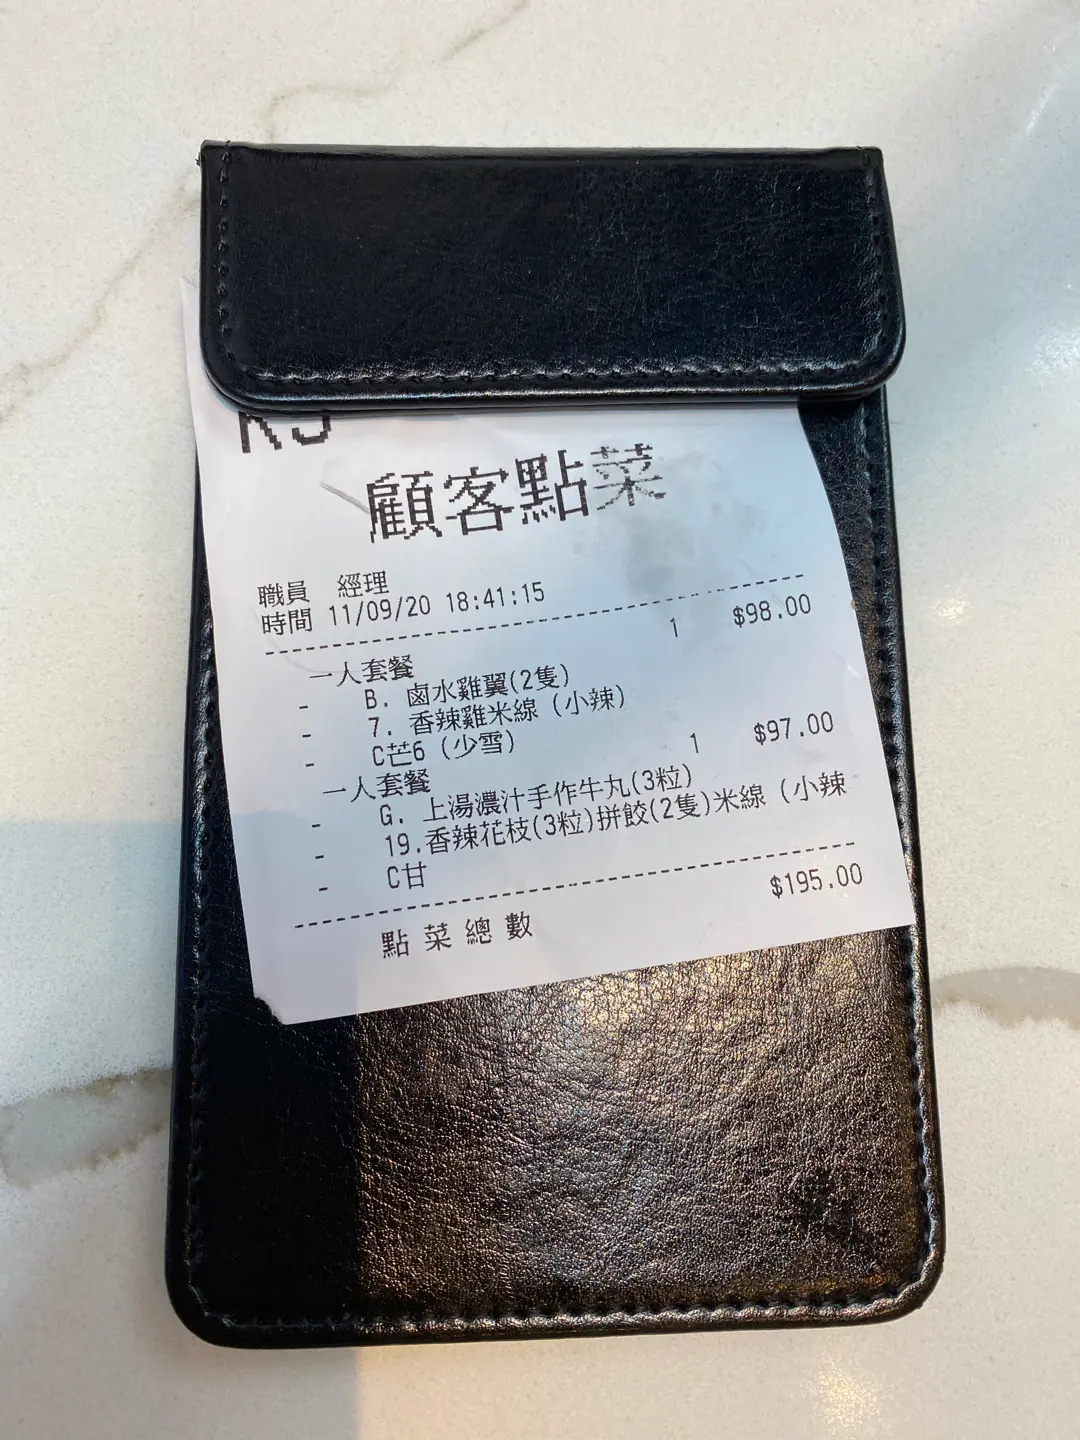 顧客點菜
職員 經理
時間 11/09/20 18:41:15
一人套餐 1 $98.00
- B. 鹵水雞翼(2隻)
- 7. 香辣雞米線 (小辣)
- C芒6 (少雪)
一人套餐 1 $97.00
- G. 上湯濃汁手作牛丸(3粒)
- 19.香辣花枝(3粒)拼餃(2隻)米線 (小辣
- C甘
點菜總數 $195.00